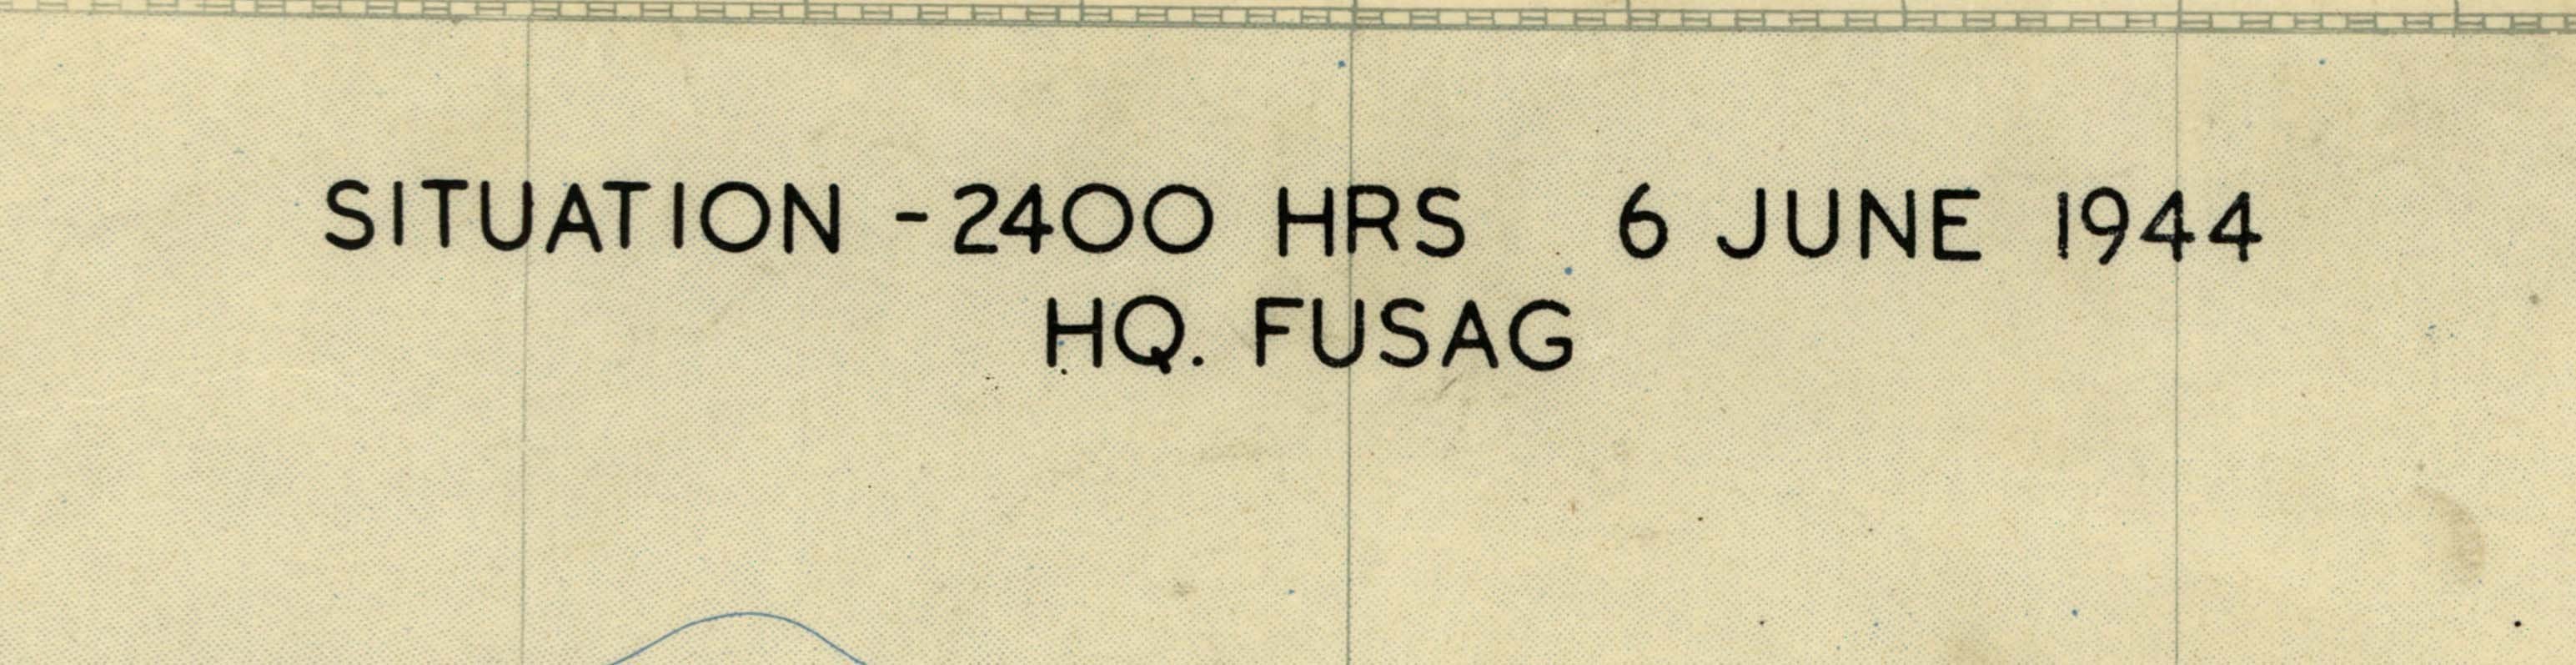 SITUATION - 2400 HRS 6 JUNE 1944
HQ. FUSAG